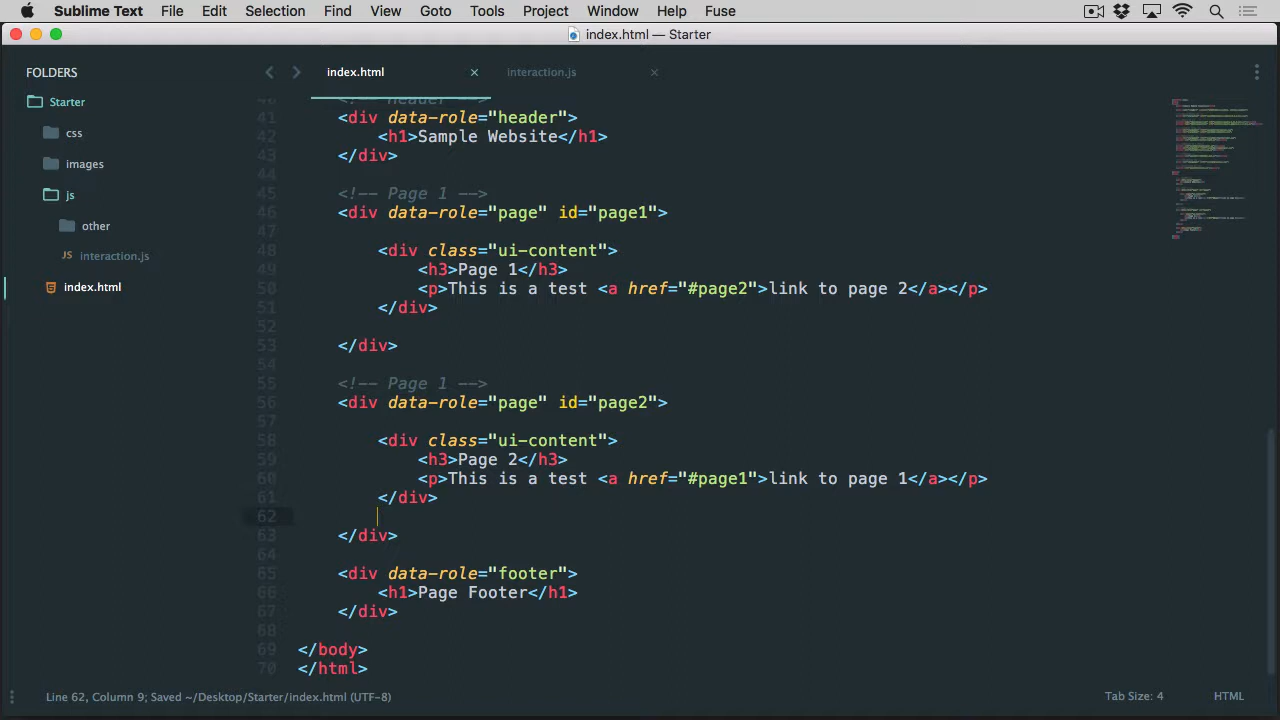 Sublime Text File Edit Selection Find View Goto Tools Project Window Help Fuse
index.html — Starter
FOLDERS
Starter
css
images
js
other
JS interaction.js
index.html
index.html × interaction.js ×
40 <!-- Header -->
41 <div data-role="header">
42 <h1>Sample Website</h1>
43 </div>
44
45 <!-- Page 1 -->
46 <div data-role="page" id="page1">
47
48 <div class="ui-content">
49 <h3>Page 1</h3>
50 <p>This is a test <a href="#page2">link to page 2</a></p>
51 </div>
52
53 </div>
54
55 <!-- Page 1 -->
56 <div data-role="page" id="page2">
57
58 <div class="ui-content">
59 <h3>Page 2</h3>
60 <p>This is a test <a href="#page1">link to page 1</a></p>
61 </div>
62
63 </div>
64
65 <div data-role="footer">
66 <h1>Page Footer</h1>
67 </div>
68
69 </body>
70 </html>
Line 62, Column 9; Saved ~/Desktop/Starter/index.html (UTF-8) Tab Size: 4 HTML